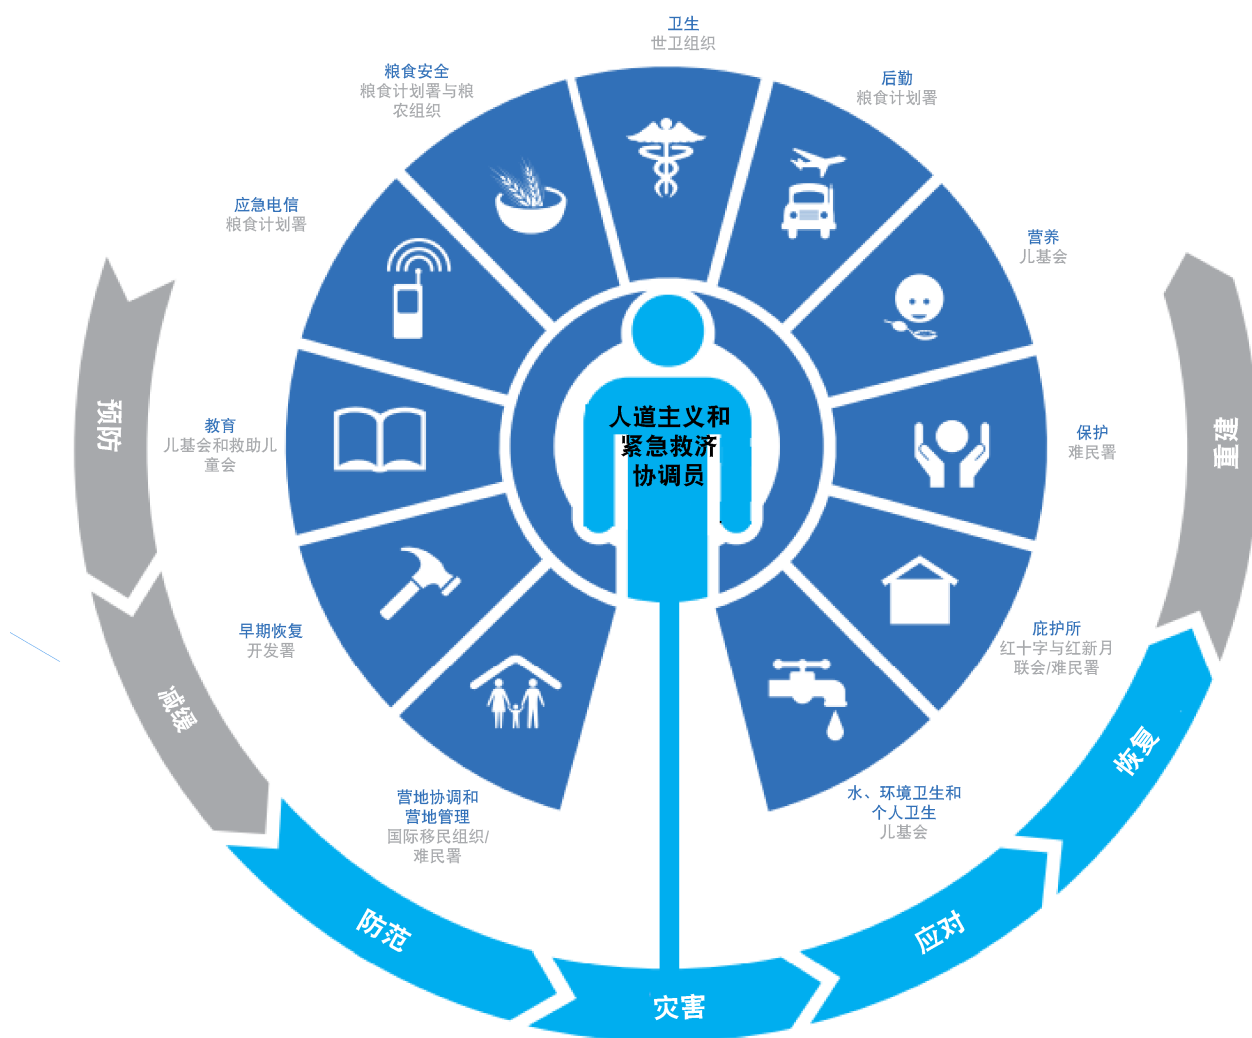 卫生
世卫组织
后勤
粮食计划署
营养
儿基会
保护
难民署
庇护所
红十字与红新月
联会/难民署
水、环境卫生和
个人卫生
儿基会
营地协调和
营地管理
国际移民组织/
难民署
早期恢复
开发署
教育
儿基会和救助儿
童会
应急电信
粮食计划署
粮食安全
粮食计划署与粮
农组织
人道主义和
紧急救济
协调员
预防
减缓
防范
灾害
应对
恢复
重建